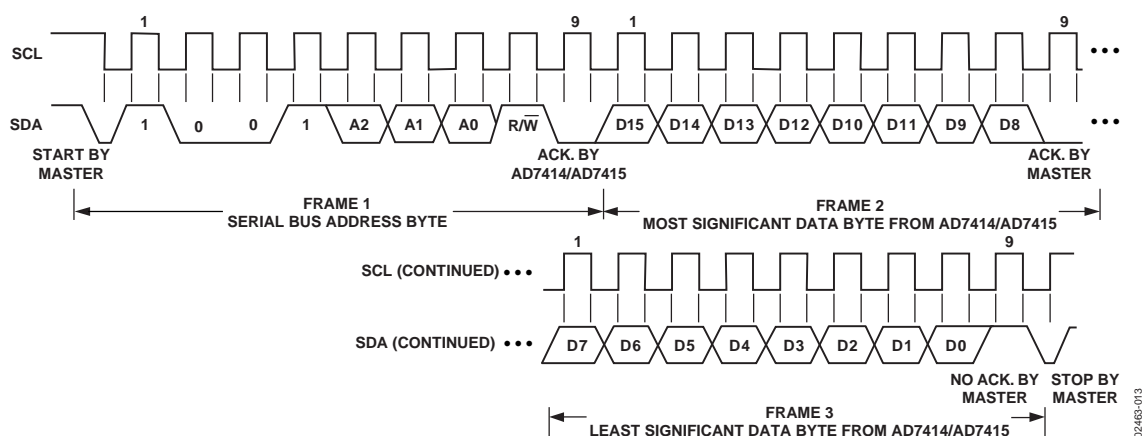 1 9 1 9
SCL
SDA 1 0 0 1 A2 A1 A0 R/W̅ D15 D14 D13 D12 D10 D11 D9 D8
START BY MASTER
ACK. BY AD7414/AD7415
ACK. BY MASTER
FRAME 1
SERIAL BUS ADDRESS BYTE
FRAME 2
MOST SIGNIFICANT DATA BYTE FROM AD7414/AD7415
1 9
SCL (CONTINUED)
SDA (CONTINUED) D7 D6 D5 D4 D3 D2 D1 D0
NO ACK. BY MASTER
STOP BY MASTER
FRAME 3
LEAST SIGNIFICANT DATA BYTE FROM AD7414/AD7415
02463-013